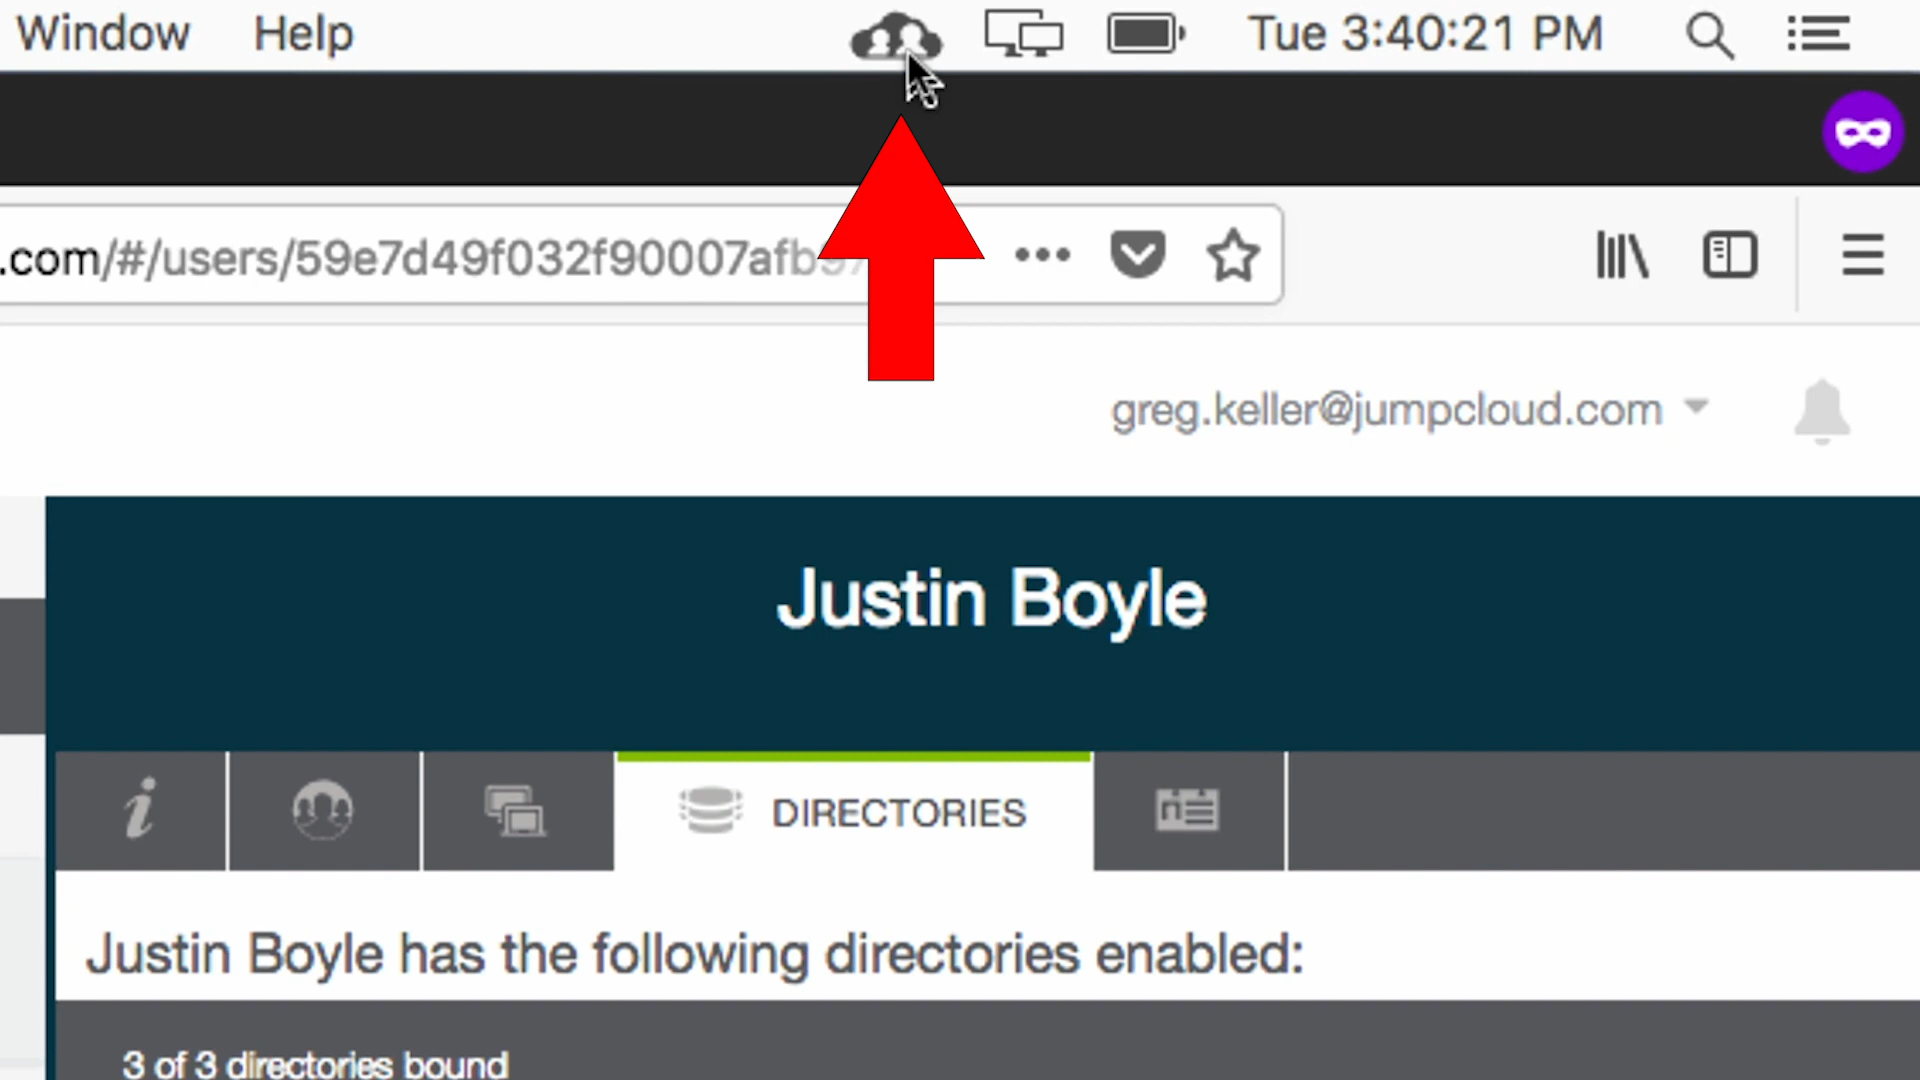 Window Help Tue 3:40:21 PM
.com/#/users/59e7d49f032f90007afb97
greg.keller@jumpcloud.com
Justin Boyle
DIRECTORIES
Justin Boyle has the following directories enabled:
3 of 3 directories bound